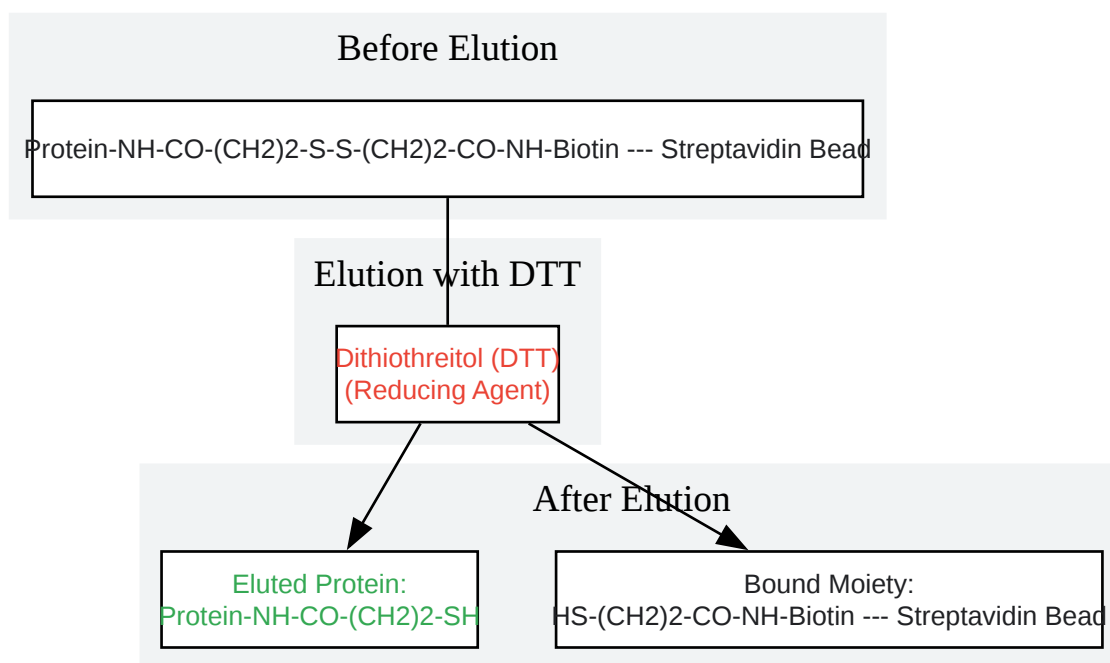 Before Elution
Protein-NH-CO-(CH2)2-S-S-(CH2)2-CO-NH-Biotin --- Streptavidin Bead
Elution with DTT
Dithiothreitol (DTT)
(Reducing Agent)
After Elution
Eluted Protein:
Protein-NH-CO-(CH2)2-SH
Bound Moiety:
HS-(CH2)2-CO-NH-Biotin --- Streptavidin Bead